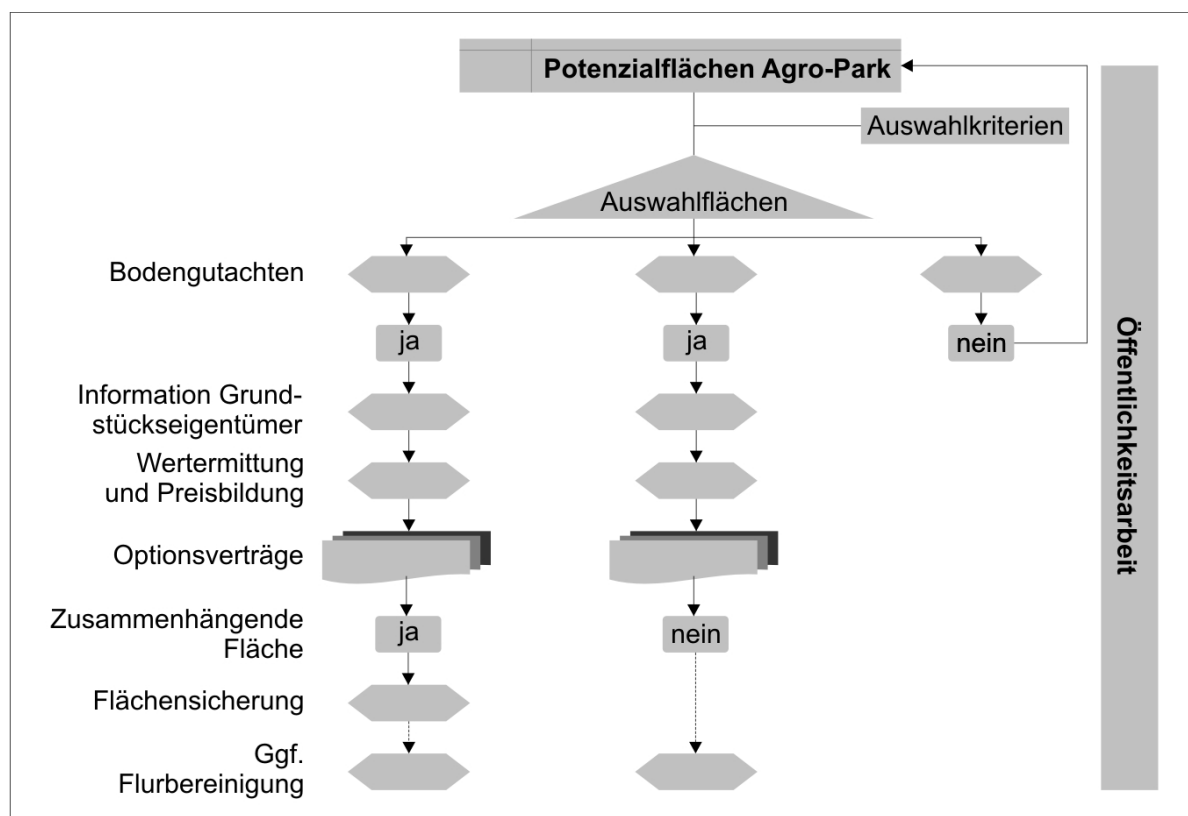 Potenzialflächen Agro-Park
Auswahlkriterien
Auswahlflächen
Bodengutachten
ja
ja
nein
Information Grund-
stückseigentümer
Wertermittung
und Preisbildung
Optionsverträge
Zusammenhängende
Fläche
ja
nein
Flächensicherung
Ggf.
Flurbereinigung
Öffentlichkeitsarbeit